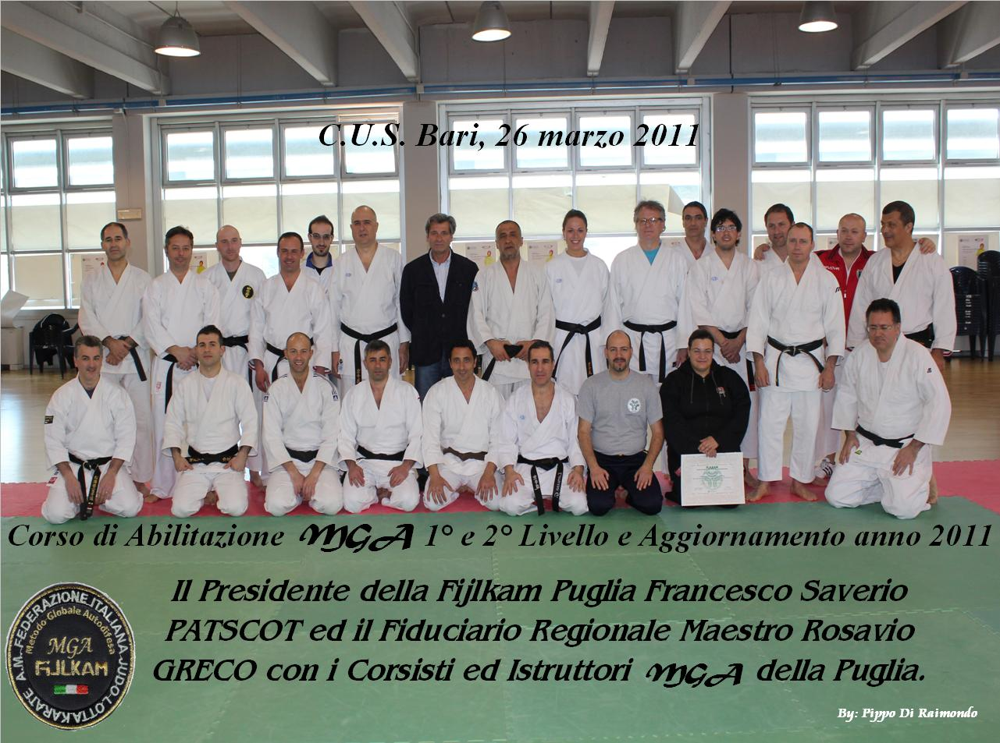 C.U.S. Bari, 26 marzo 2011
Corso di Abilitazione MGA 1° e 2° Livello e Aggiornamento anno 2011
Il Presidente della Fijlkam Puglia Francesco Saverio
PATSCOT ed il Fiduciario Regionale Maestro Rosavio
GRECO con i Corsisti ed Istruttori MGA della Puglia.
A.M. FEDERAZIONE ITALIANA JUDO-LOTTA KARATE
Metodo Globale Autodifesa
MGA
FiJLKAM
By: Pippo Di Raimondo